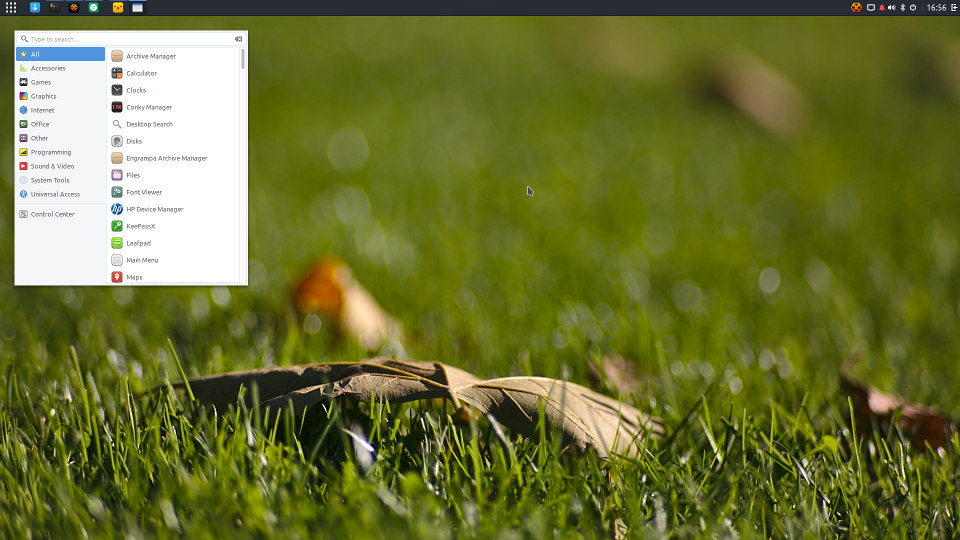 16:56
Type to search...
All
Accessories
Games
Graphics
Internet
Office
Other
Programming
Sound & Video
System Tools
Universal Access
Control Center
Archive Manager
Calculator
Clocks
Conky Manager
Desktop Search
Disks
Engrampa Archive Manager
Files
Font Viewer
HP Device Manager
KeePassX
Leafpad
Main Menu
Maps